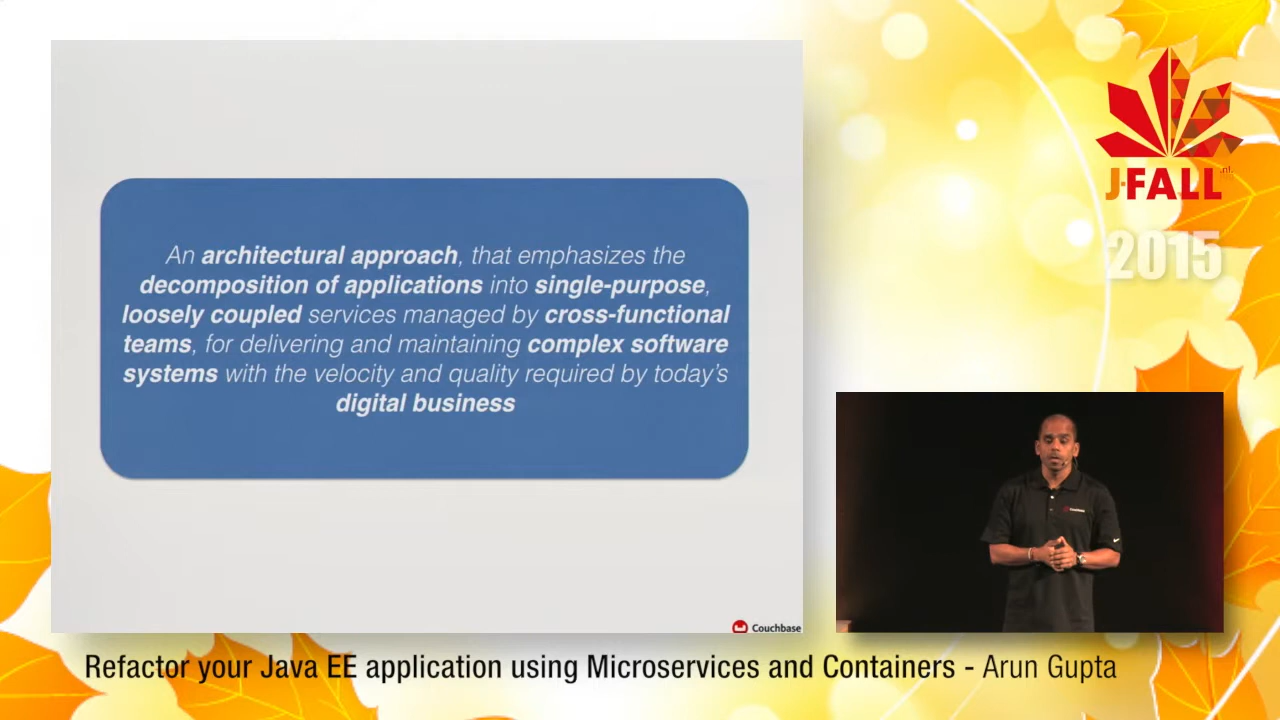 An architectural approach, that emphasizes the
decomposition of applications into single-purpose,
loosely coupled services managed by cross-functional
teams, for delivering and maintaining complex software
systems with the velocity and quality required by today's
digital business
Couchbase
J-FALL
.nl
2015
Couchbase
Refactor your Java EE application using Microservices and Containers - Arun Gupta